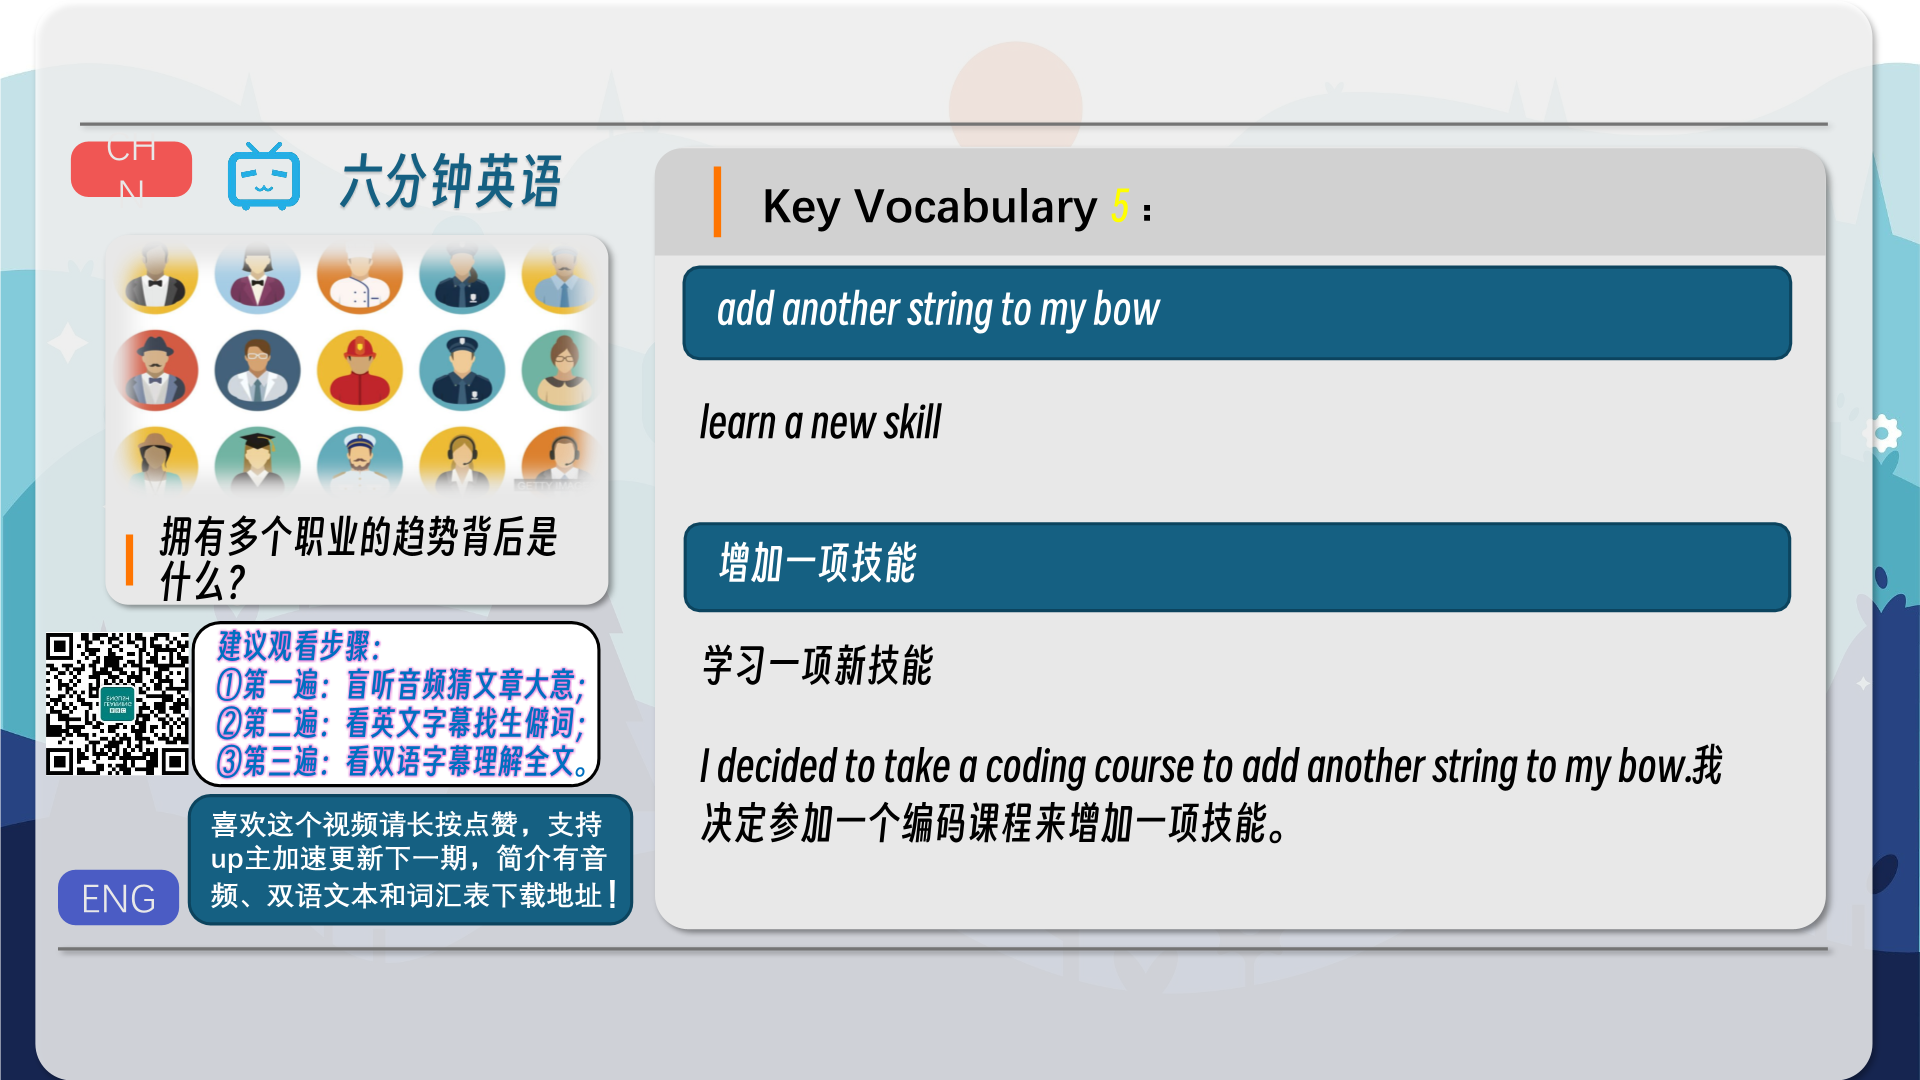 CH
N
六分钟英语
拥有多个职业的趋势背后是
什么?
建议观看步骤：
①第一遍：盲听音频猜文章大意；
②第二遍：看英文字幕找生僻词；
③第三遍：看双语字幕理解全文。
喜欢这个视频请长按点赞，支持
up主加速更新下一期，简介有音
频、双语文本和词汇表下载地址！
ENG
Key Vocabulary 5：
add another string to my bow
learn a new skill
增加一项技能
学习一项新技能
I decided to take a coding course to add another string to my bow.我
决定参加一个编码课程来增加一项技能。